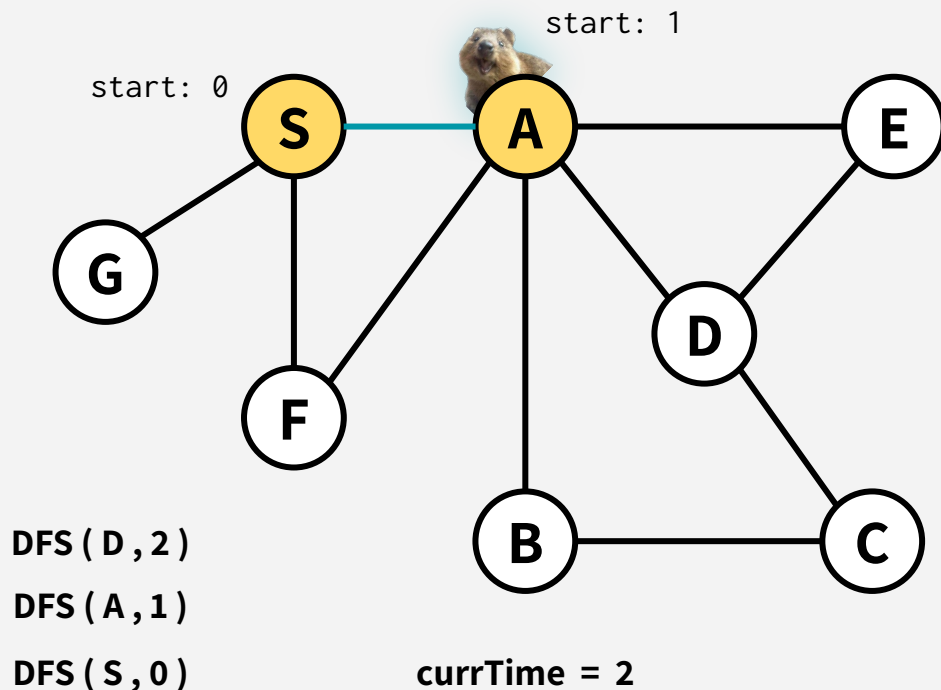 start: 1
start: 0
S
A
E
G
D
F
B
C
DFS(D,2)
DFS(A,1)
DFS(S,0)
currTime = 2